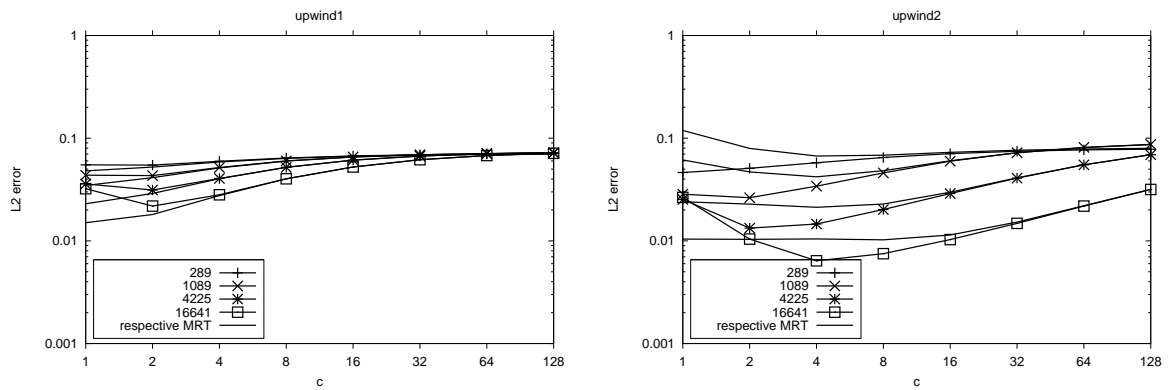 upwind1
1
0.1
0.01
0.001
L2 error
289
1089
4225
16641
respective MRT
1 2 4 8 16 32 64 128
c
upwind2
1
0.1
0.01
0.001
L2 error
289
1089
4225
16641
respective MRT
1 2 4 8 16 32 64 128
c